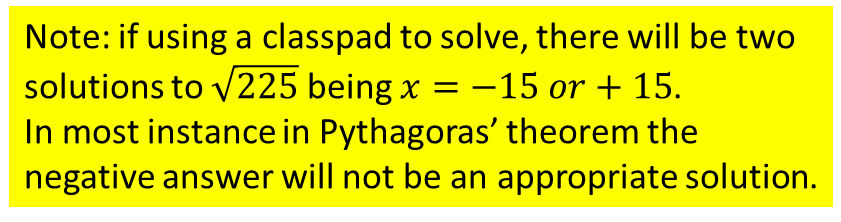 Note: if using a classpad to solve, there will be two
solutions to √225 being x = −15 or + 15.
In most instance in Pythagoras’ theorem the
negative answer will not be an appropriate solution.